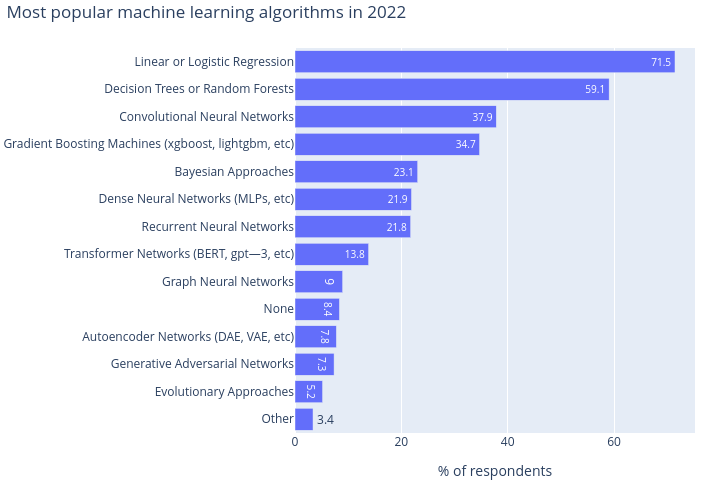 Most popular machine learning algorithms in 2022
Linear or Logistic Regression 71.5
Decision Trees or Random Forests 59.1
Convolutional Neural Networks 37.9
Gradient Boosting Machines (xgboost, lightgbm, etc) 34.7
Bayesian Approaches 23.1
Dense Neural Networks (MLPs, etc) 21.9
Recurrent Neural Networks 21.8
Transformer Networks (BERT, gpt—3, etc) 13.8
Graph Neural Networks 9
None 8.4
Autoencoder Networks (DAE, VAE, etc) 7.8
Generative Adversarial Networks 7.3
Evolutionary Approaches 5.2
Other 3.4
0 20 40 60
% of respondents